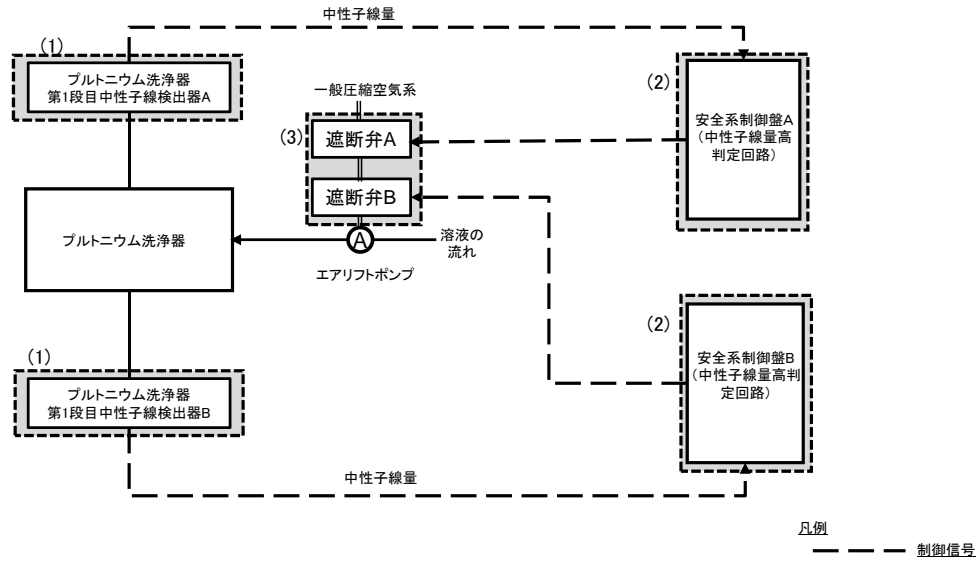 中性子線量
(1)
プルトニウム洗浄器
第1段目中性子線検出器A
(2)
安全系制御盤A
(中性子線量高
判定回路)
一般圧縮空気系
(3)
遮断弁A
遮断弁B
プルトニウム洗浄器
A
溶液の
流れ
エアリフトポンプ
(1)
プルトニウム洗浄器
第1段目中性子線検出器B
(2)
安全系制御盤B
(中性子線量高判
定回路)
中性子線量
凡例
制御信号